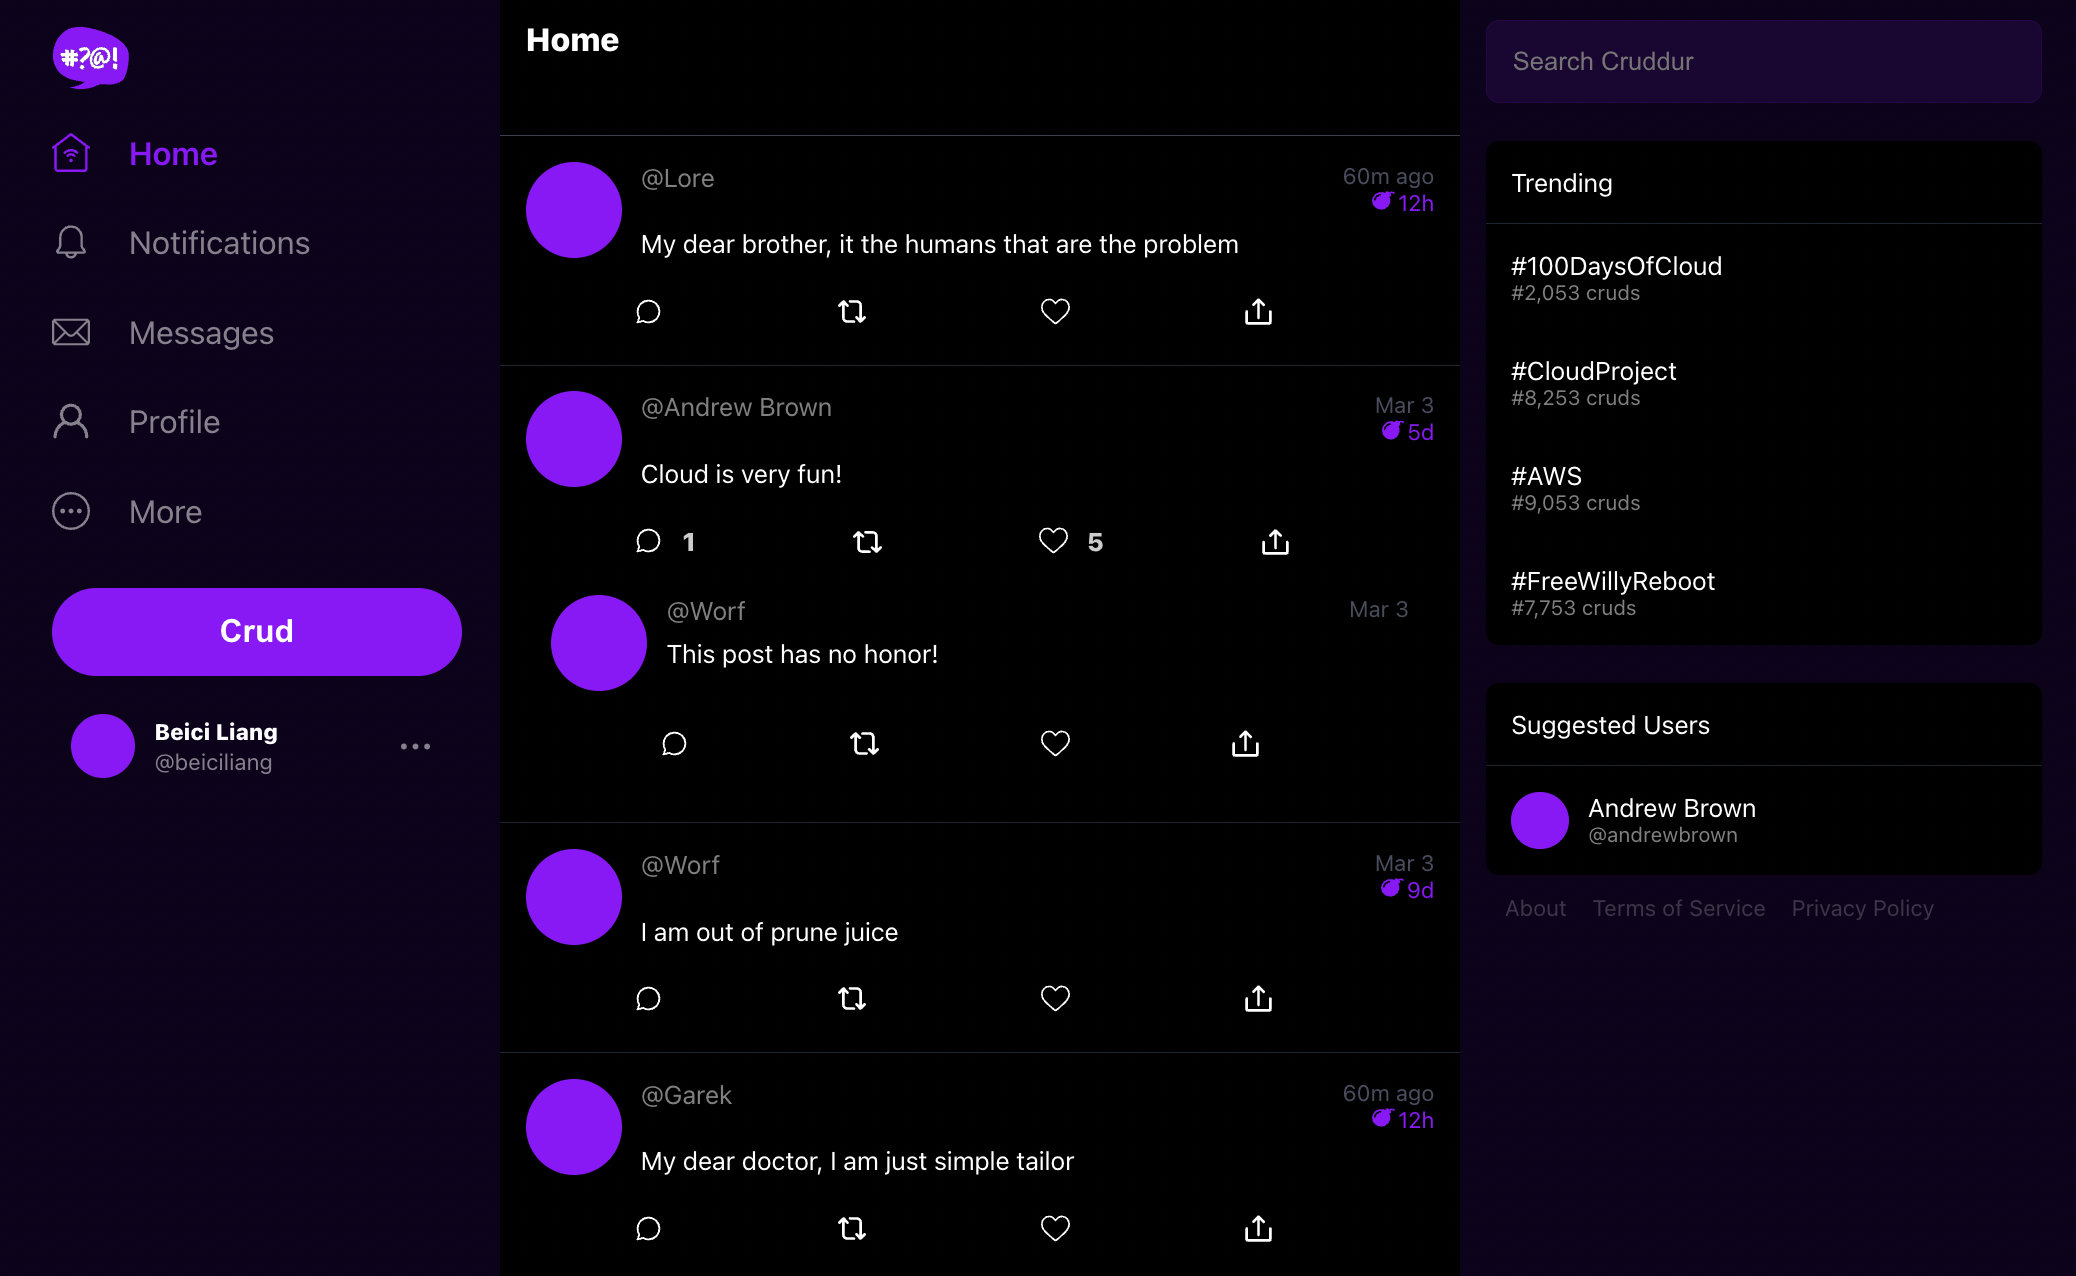 #?@!
Home
Notifications
Messages
Profile
More
Crud
Beici Liang
@beiciliang
Home
@Lore
60m ago
12h
My dear brother, it the humans that are the problem
@Andrew Brown
Mar 3
5d
Cloud is very fun!
1
5
@Worf
Mar 3
This post has no honor!
@Worf
Mar 3
9d
I am out of prune juice
@Garek
60m ago
12h
My dear doctor, I am just simple tailor
Search Cruddur
Trending
#100DaysOfCloud
#2,053 cruds
#CloudProject
#8,253 cruds
#AWS
#9,053 cruds
#FreeWillyReboot
#7,753 cruds
Suggested Users
Andrew Brown
@andrewbrown
About Terms of Service Privacy Policy